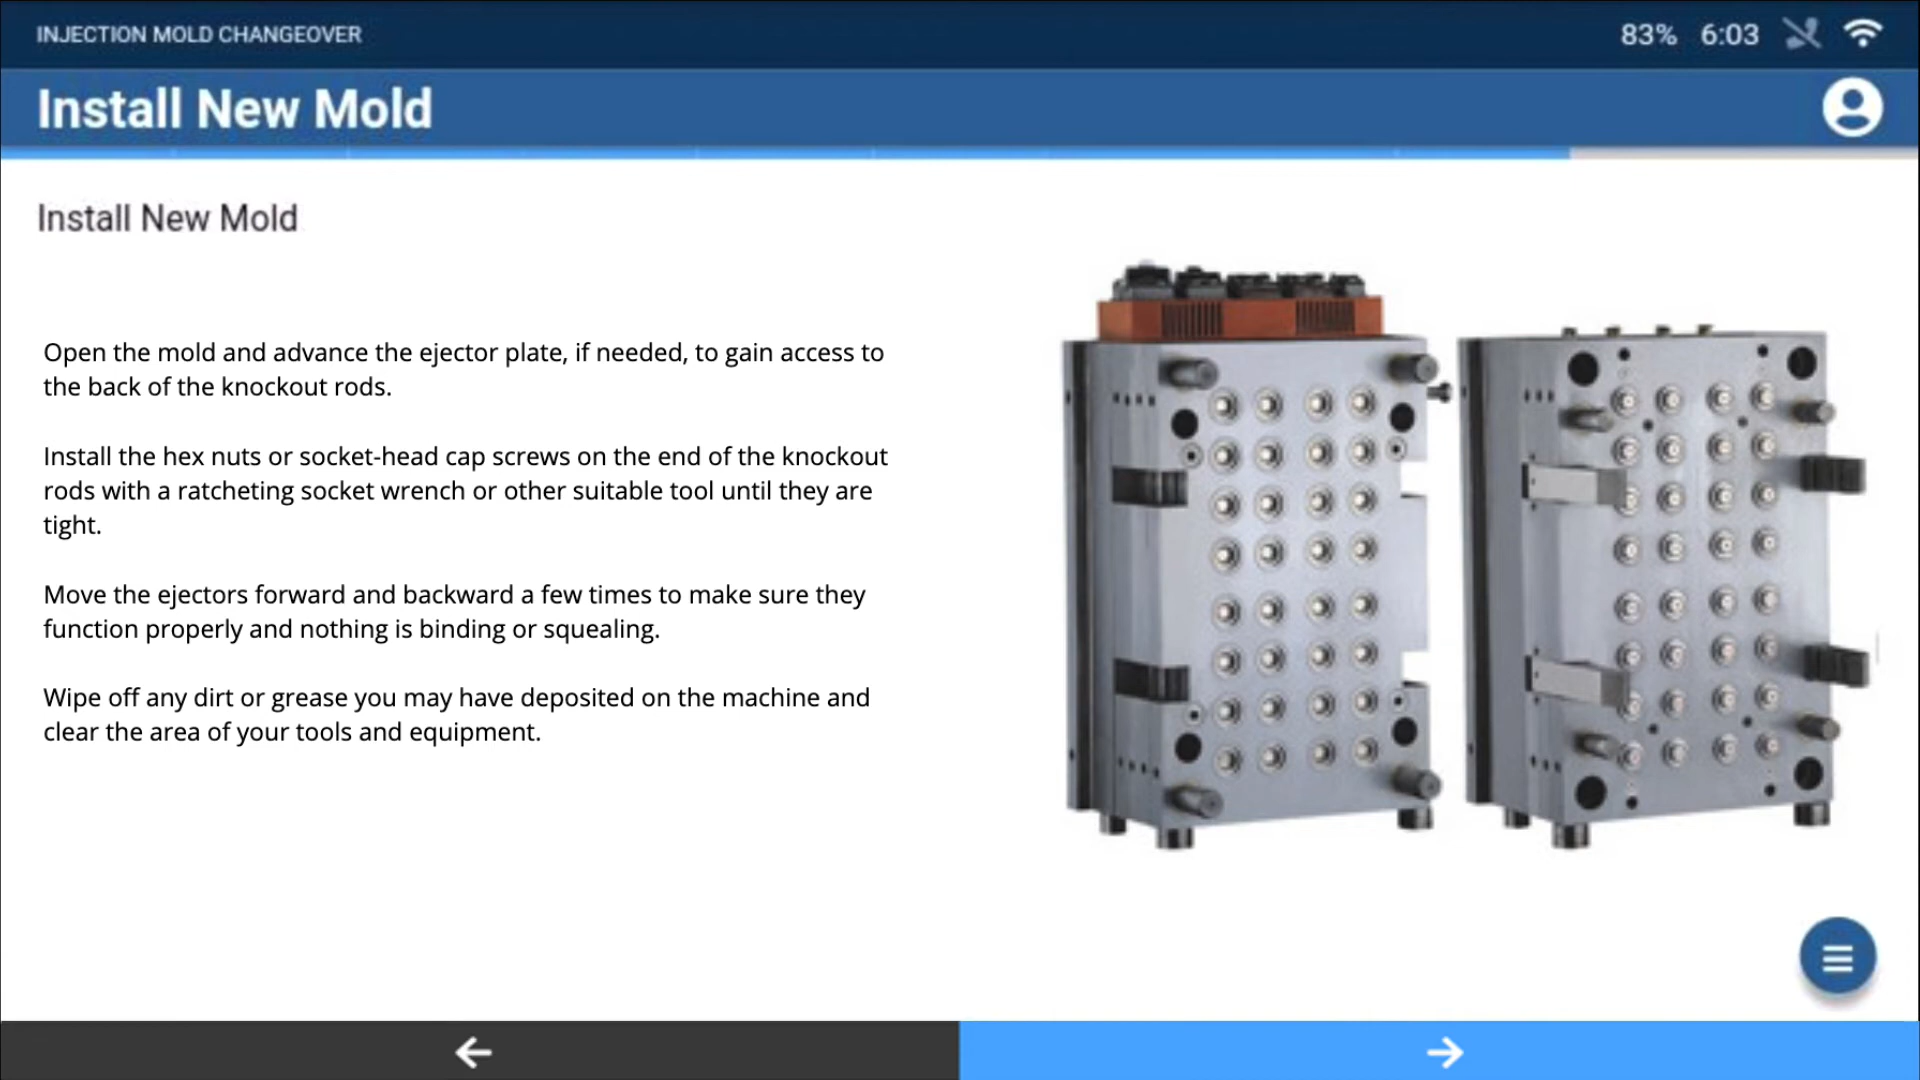 INJECTION MOLD CHANGEOVER
83% 6:03
Install New Mold
Install New Mold
Open the mold and advance the ejector plate, if needed, to gain access to
the back of the knockout rods.
Install the hex nuts or socket-head cap screws on the end of the knockout
rods with a ratcheting socket wrench or other suitable tool until they are
tight.
Move the ejectors forward and backward a few times to make sure they
function properly and nothing is binding or squealing.
Wipe off any dirt or grease you may have deposited on the machine and
clear the area of your tools and equipment.